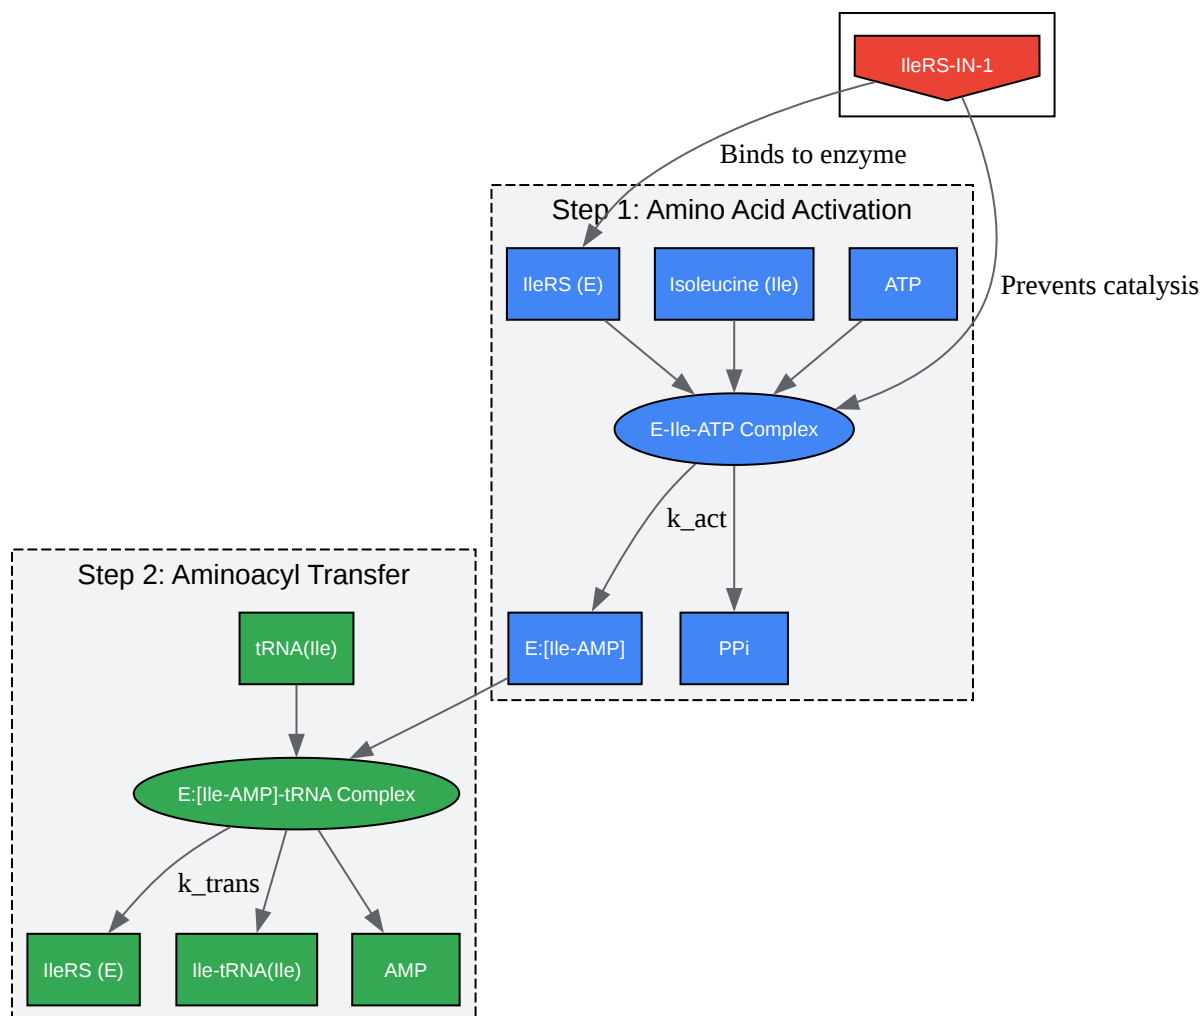 IleRS-IN-1
Binds to enzyme
Step 1: Amino Acid Activation
IleRS (E)
Isoleucine (Ile)
ATP
Prevents catalysis
E-Ile-ATP Complex
k_act
E:[Ile-AMP]
PPi
Step 2: Aminoacyl Transfer
tRNA(Ile)
E:[Ile-AMP]-tRNA Complex
k_trans
IleRS (E)
Ile-tRNA(Ile)
AMP